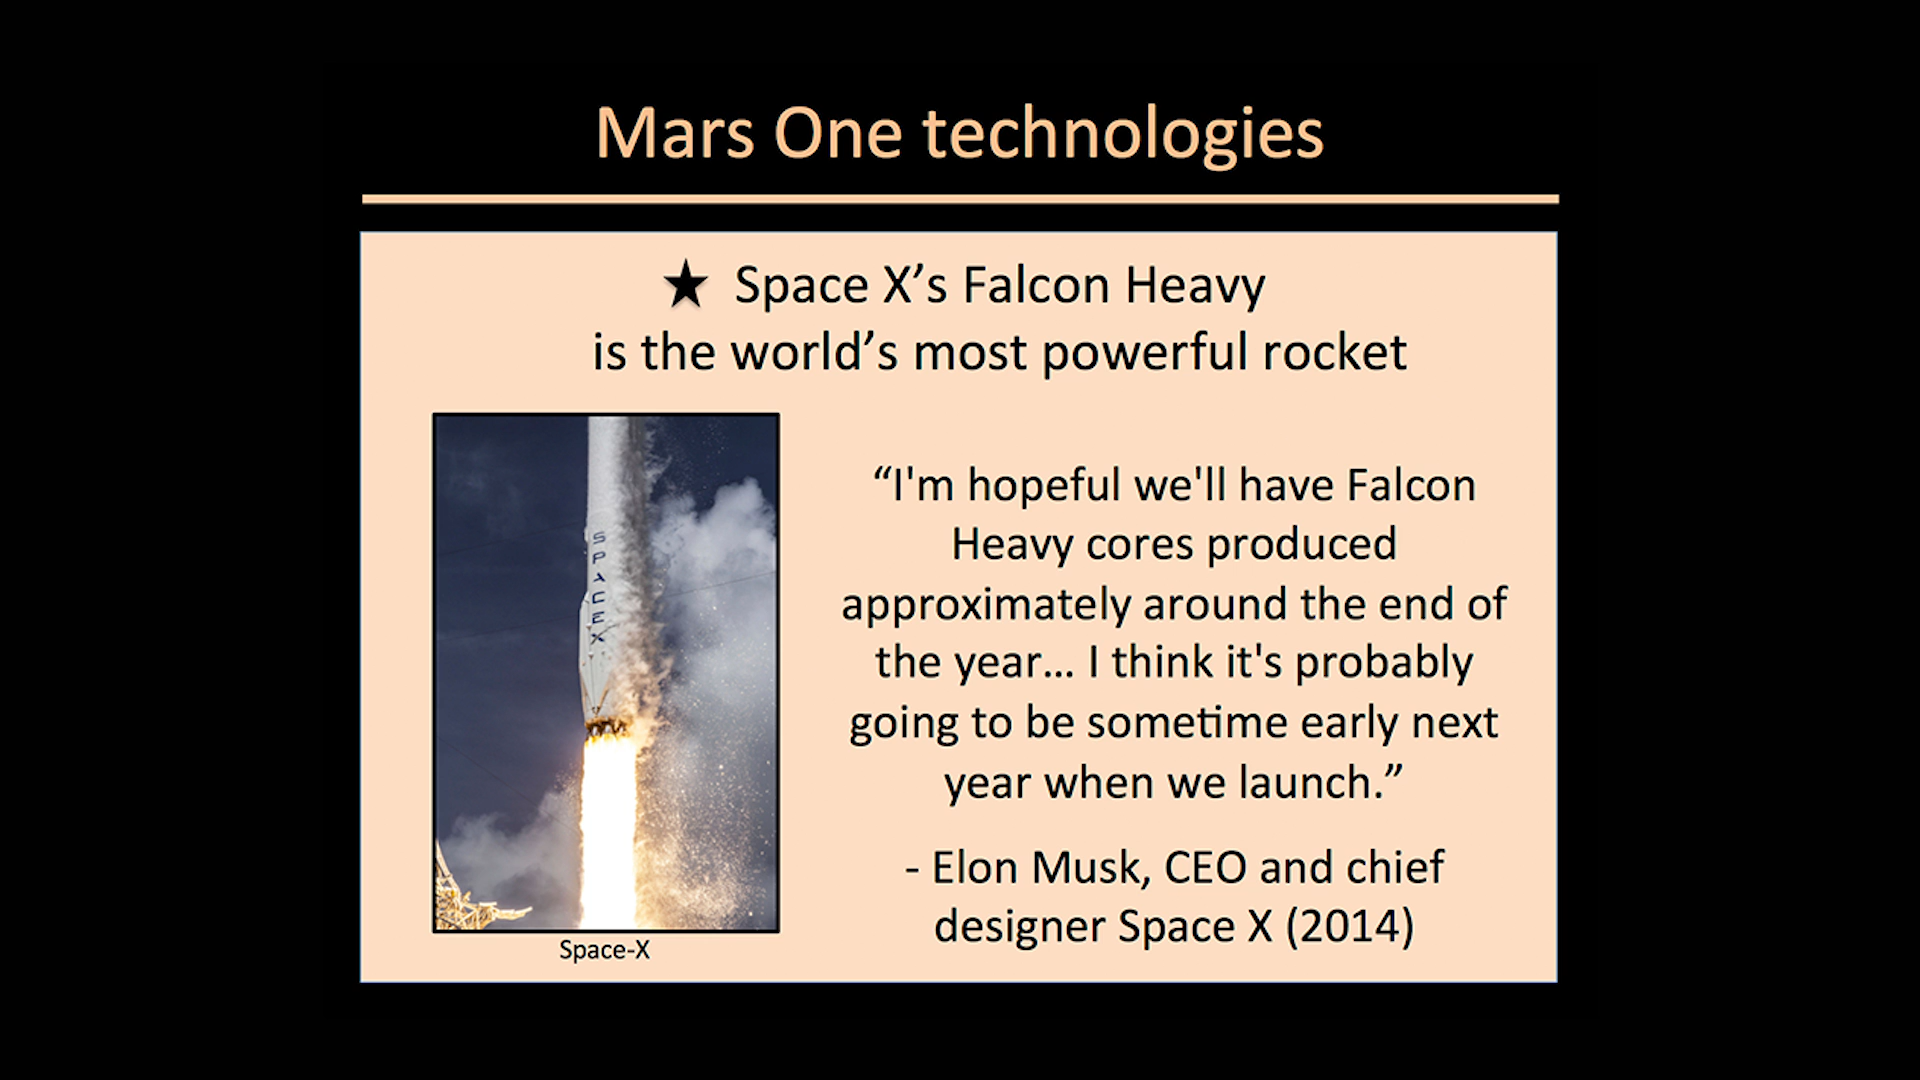 Mars One technologies
★ Space X’s Falcon Heavy
is the world’s most powerful rocket
SPACEX
“I'm hopeful we'll have Falcon
Heavy cores produced
approximately around the end of
the year... I think it's probably
going to be sometime early next
year when we launch.”
- Elon Musk, CEO and chief
designer Space X (2014)
Space-X